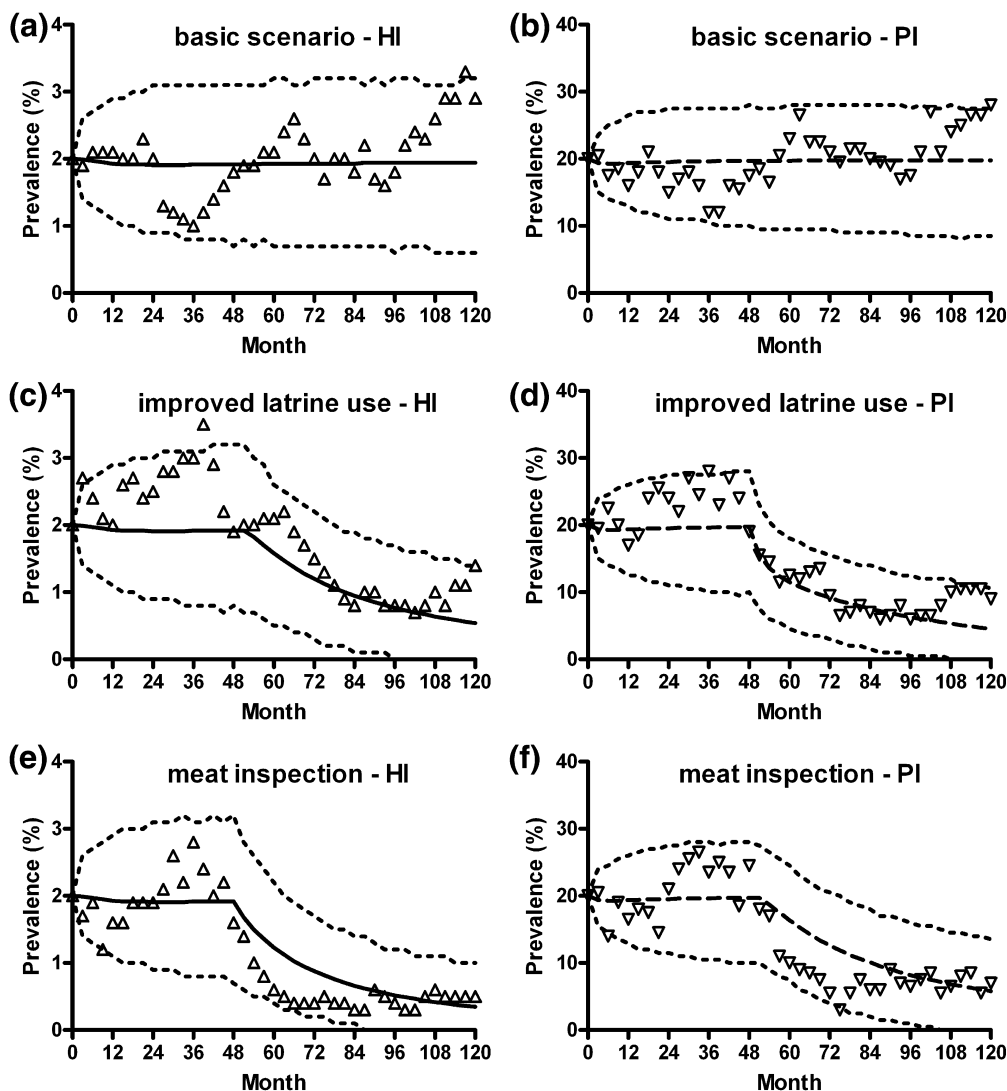 (a)
basic scenario - HI
Prevalence (%)
4
3
2
1
0
0 12 24 36 48 60 72 84 96 108 120
Month
(b)
basic scenario - PI
Prevalence (%)
40
30
20
10
0
0 12 24 36 48 60 72 84 96 108 120
Month
(c)
improved latrine use - HI
Prevalence (%)
4
3
2
1
0
0 12 24 36 48 60 72 84 96 108 120
Month
(d)
improved latrine use - PI
Prevalence (%)
40
30
20
10
0
0 12 24 36 48 60 72 84 96 108 120
Month
(e)
meat inspection - HI
Prevalence (%)
4
3
2
1
0
0 12 24 36 48 60 72 84 96 108 120
Month
(f)
meat inspection - PI
Prevalence (%)
40
30
20
10
0
0 12 24 36 48 60 72 84 96 108 120
Month